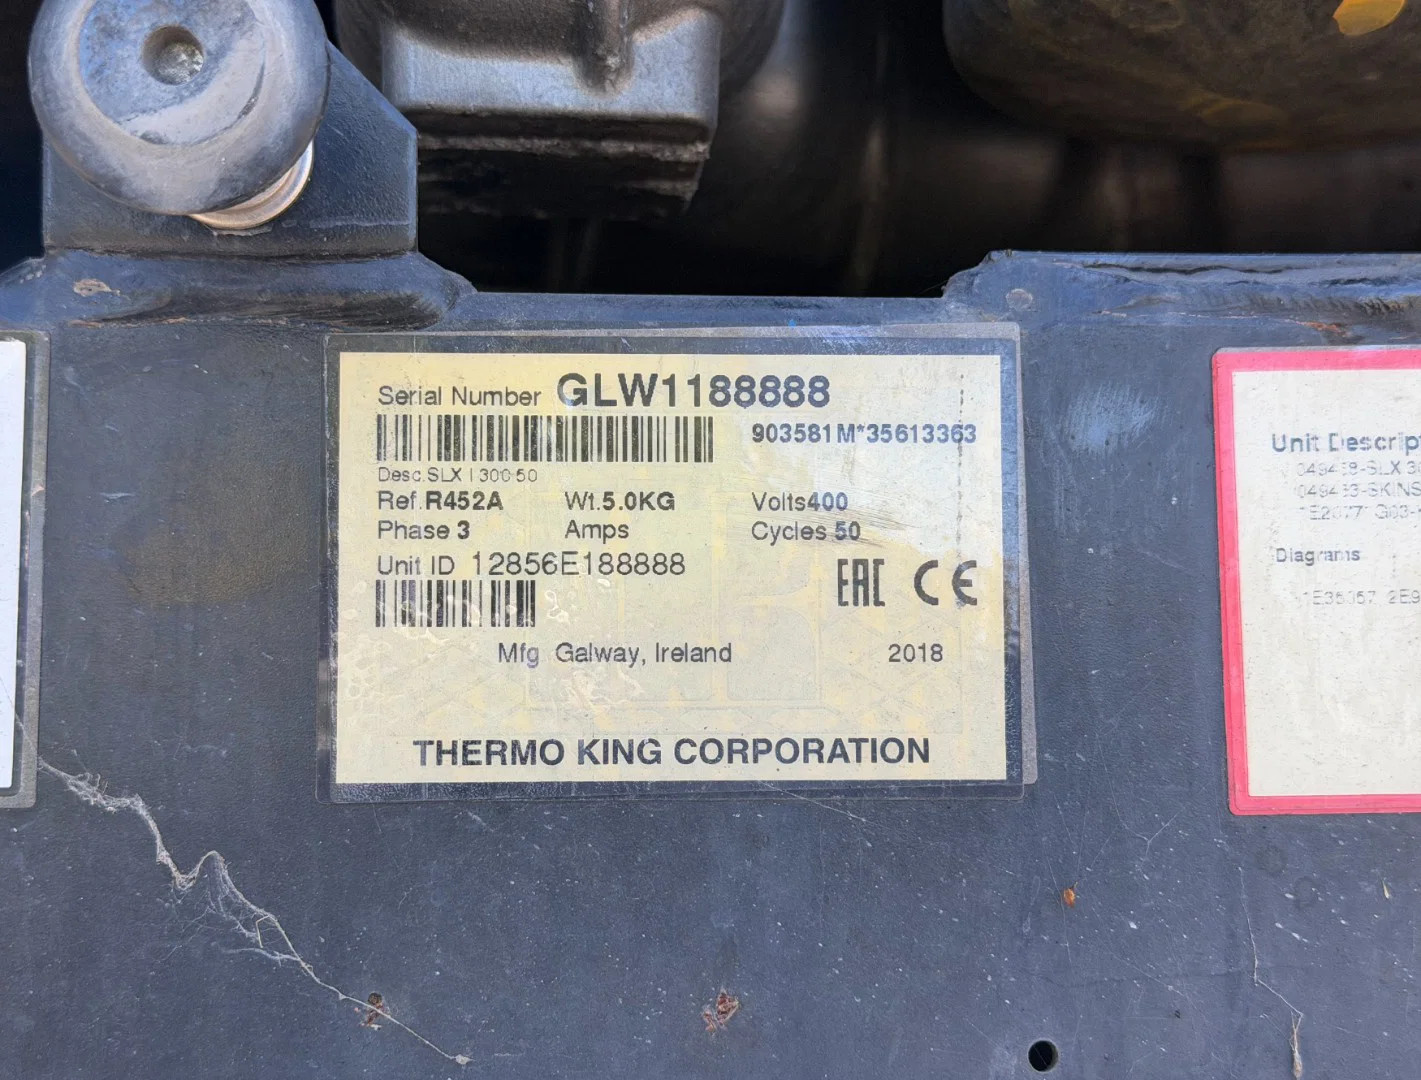 Serial Number GLW1188888
903581M*35613363
Desc.SLX I 300 50
Ref.R452A Wt.5.0KG Volts400
Phase 3 Amps Cycles 50
Unit ID 12856E188888
EAC CE
Mfg Galway, Ireland 2018
THERMO KING CORPORATION
Unit Descrip
Diagrams